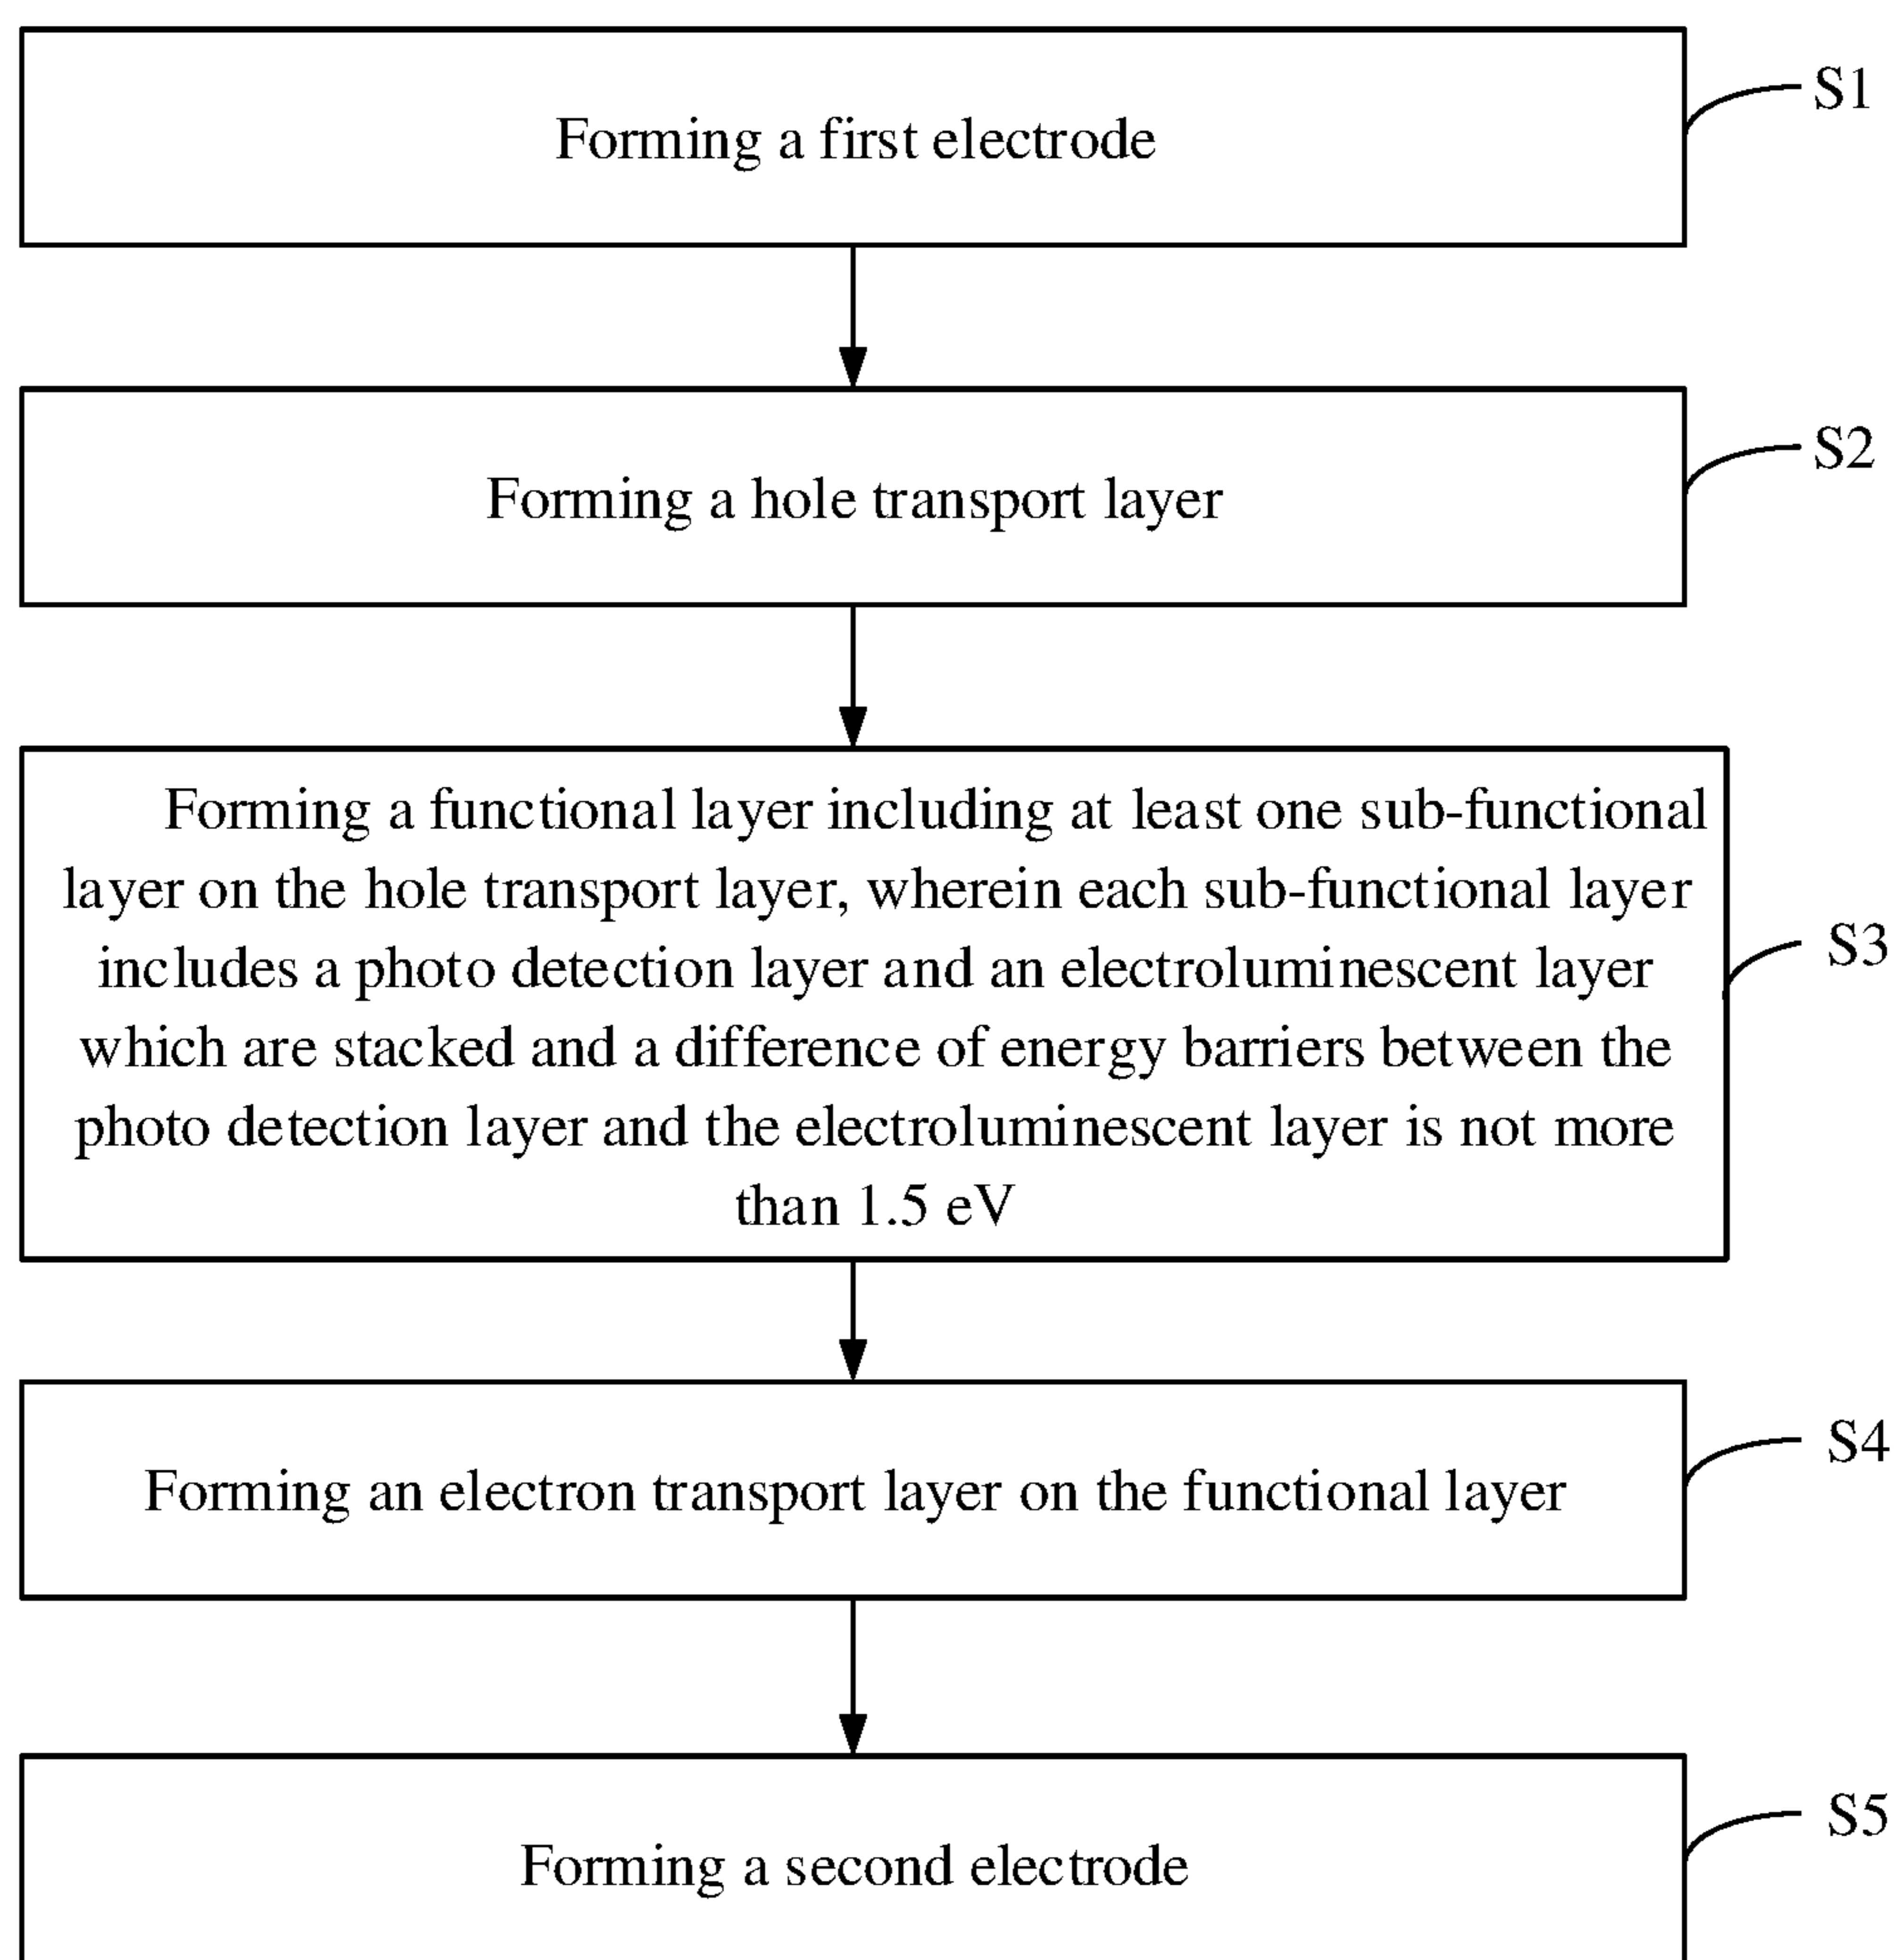 Forming a first electrode
S1
Forming a hole transport layer
S2
Forming a functional layer including at least one sub-functional
layer on the hole transport layer, wherein each sub-functional layer
includes a photo detection layer and an electroluminescent layer
which are stacked and a difference of energy barriers between the
photo detection layer and the electroluminescent layer is not more
than 1.5 eV
S3
Forming an electron transport layer on the functional layer
S4
Forming a second electrode
S5